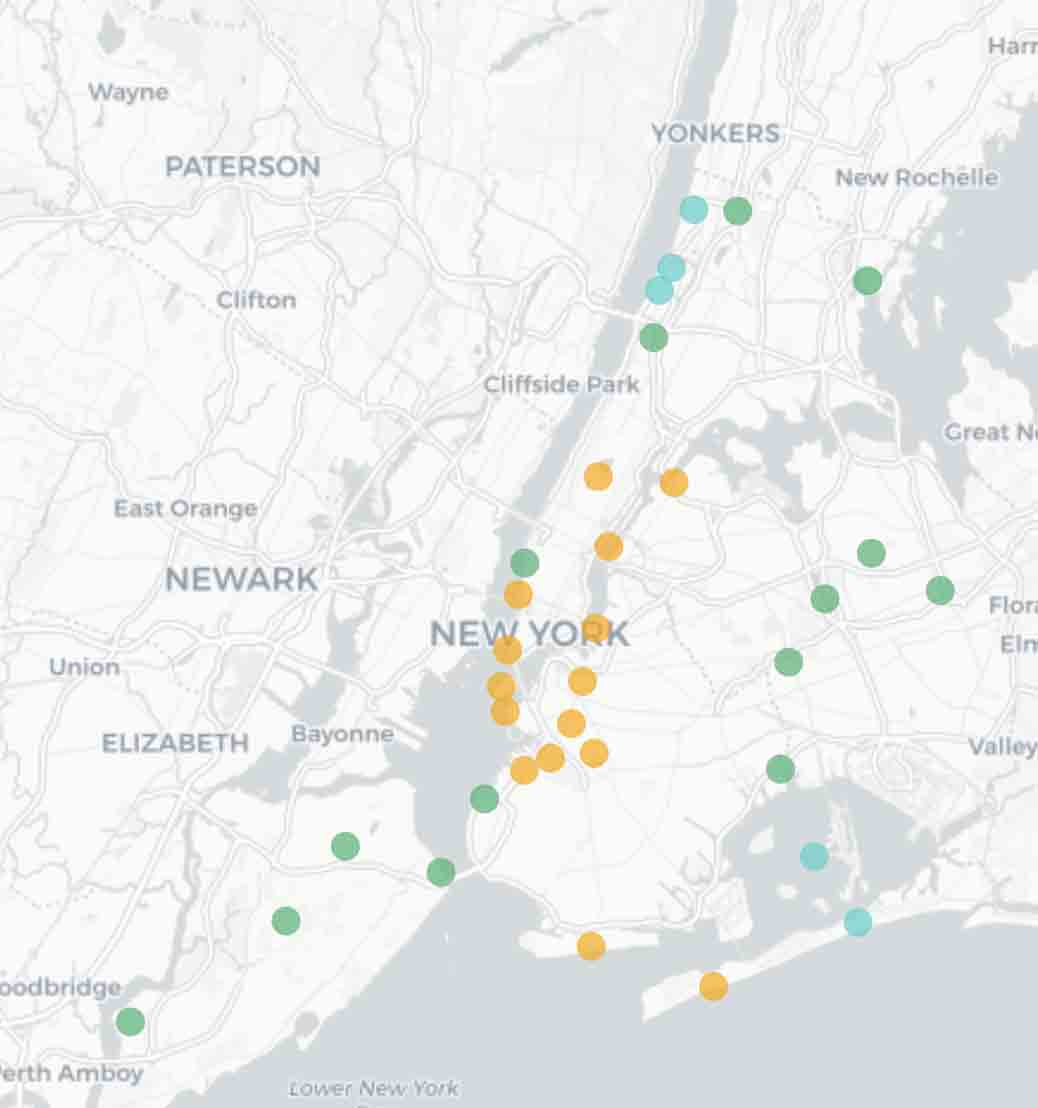 Harr
Wayne
YONKERS
PATERSON
New Rochelle
Clifton
Cliffside Park
Great Ne
East Orange
NEWARK
Flora
NEW YORK
Elm
Union
ELIZABETH
Bayonne
Valley
oodbridge
erth Amboy
Lower New York